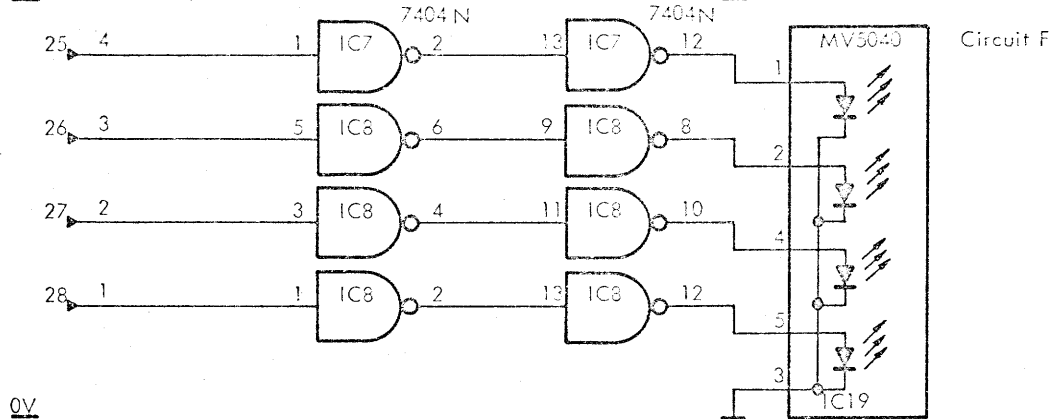 7404N 7404N
25 4 1 IC7 2 13 IC7 12 MV5040 Circuit F
1
26 3 5 IC8 6 9 IC8 8
2
27 2 3 IC8 4 11 IC8 10
4
28 1 1 IC8 2 13 IC8 12
5
3
0V IC19